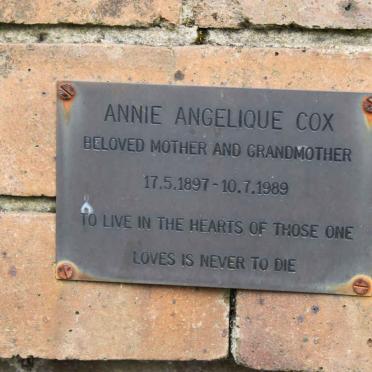 ANNIE ANGELIQUE COX
BELOVED MOTHER AND GRANDMOTHER
17.5.1897 - 10.7.1989
TO LIVE IN THE HEARTS OF THOSE ONE
LOVES IS NEVER TO DIE